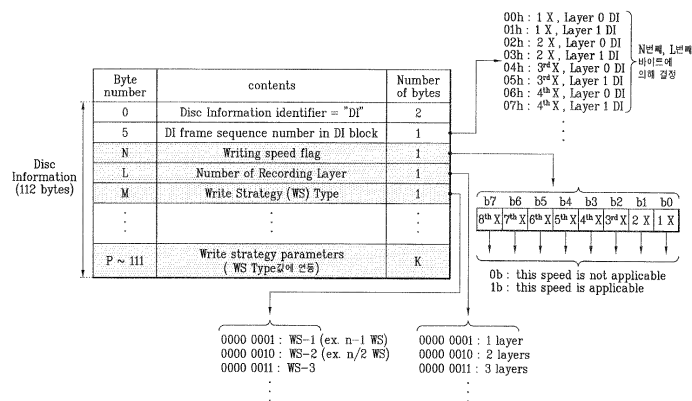 00h : 1 X , Layer 0 DI
01h : 1 X , Layer 1 DI
02h : 2 X , Layer 0 DI
03h : 2 X , Layer 1 DI
04h : 3rd X , Layer 0 DI
05h : 3rd X , Layer 1 DI
06h : 4th X , Layer 0 DI
07h : 4th X , Layer 1 DI
N번째, L번째
바이트에
의해 결정
Byte number contents Number of bytes
0 Disc Information identifier = "DI" 2
5 DI frame sequence number in DI block 1
N Writing speed flag 1
L Number of Recording Layer 1
M Write Strategy (WS) Type 1
P ~ 111 Write strategy parameters ( WS Type값에 연동) K
Disc
Information
(112 bytes)
b7 b6 b5 b4 b3 b2 b1 b0
8th X 7th X 6th X 5th X 4th X 3rd X 2 X 1 X
0b : this speed is not applicable
1b : this speed is applicable
0000 0001 : WS-1 (ex. n-1 WS)
0000 0010 : WS-2 (ex. n/2 WS)
0000 0011 : WS-3
0000 0001 : 1 layer
0000 0010 : 2 layers
0000 0011 : 3 layers